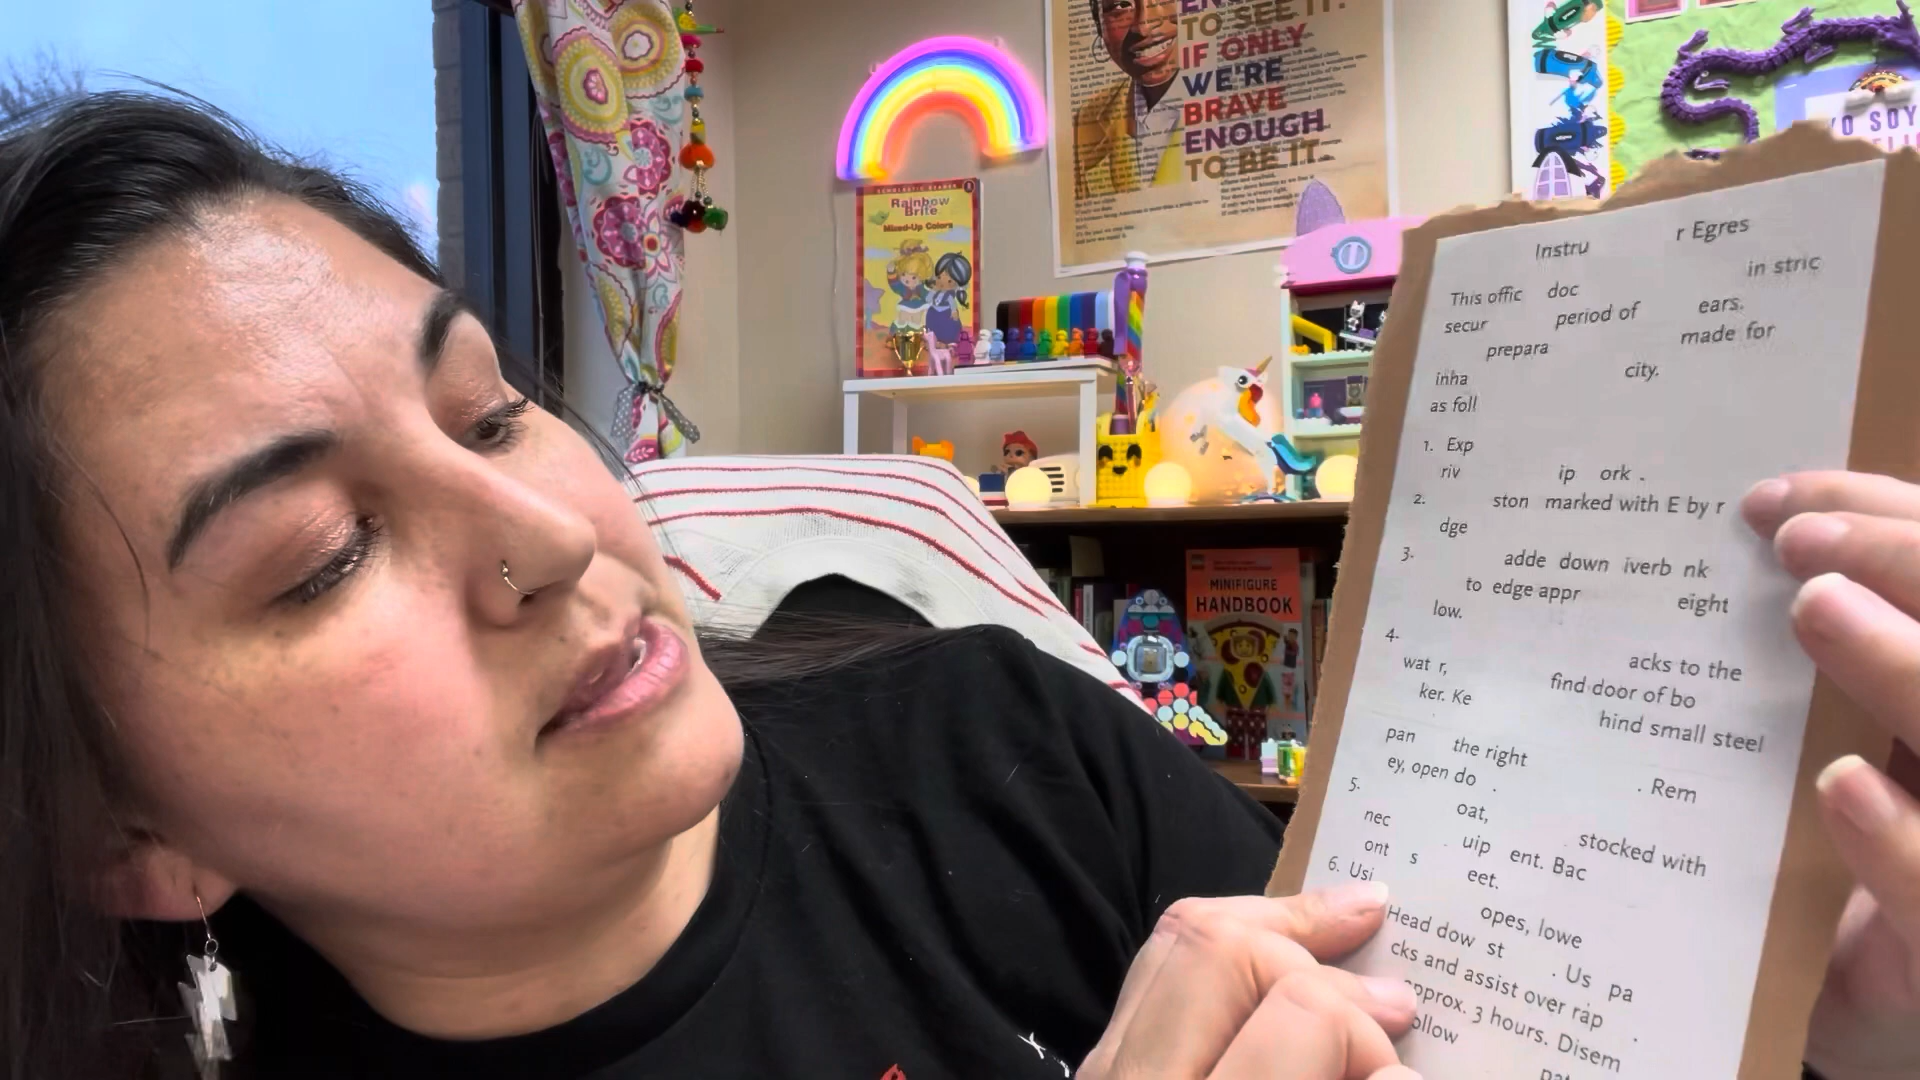 TO SEE IT.
IF ONLY
WE'RE
BRAVE
ENOUGH
TO BE IT.
YO SOY
SCHOLASTIC READER
Rainbow
Brite
Mixed-Up Colors
MINIFIGURE
HANDBOOK
Instru r Egres
This offic doc in stric
secur period of ears.
prepara made for
inha city.
as foll
1. Exp
riv ip ork .
2. ston marked with E by r
dge
3. adde down iverb nk
to edge appr eight
low.
4. acks to the
wat r, find door of bo
ker. Ke hind small steel
pan the right
ey, open do . . Rem
5. oat, stocked with
nec uip ent. Bac
ont s eet.
6. Usi opes, lowe
Head dow st . Us pa
cks and assist over rap .
pprox. 3 hours. Disem
ollow